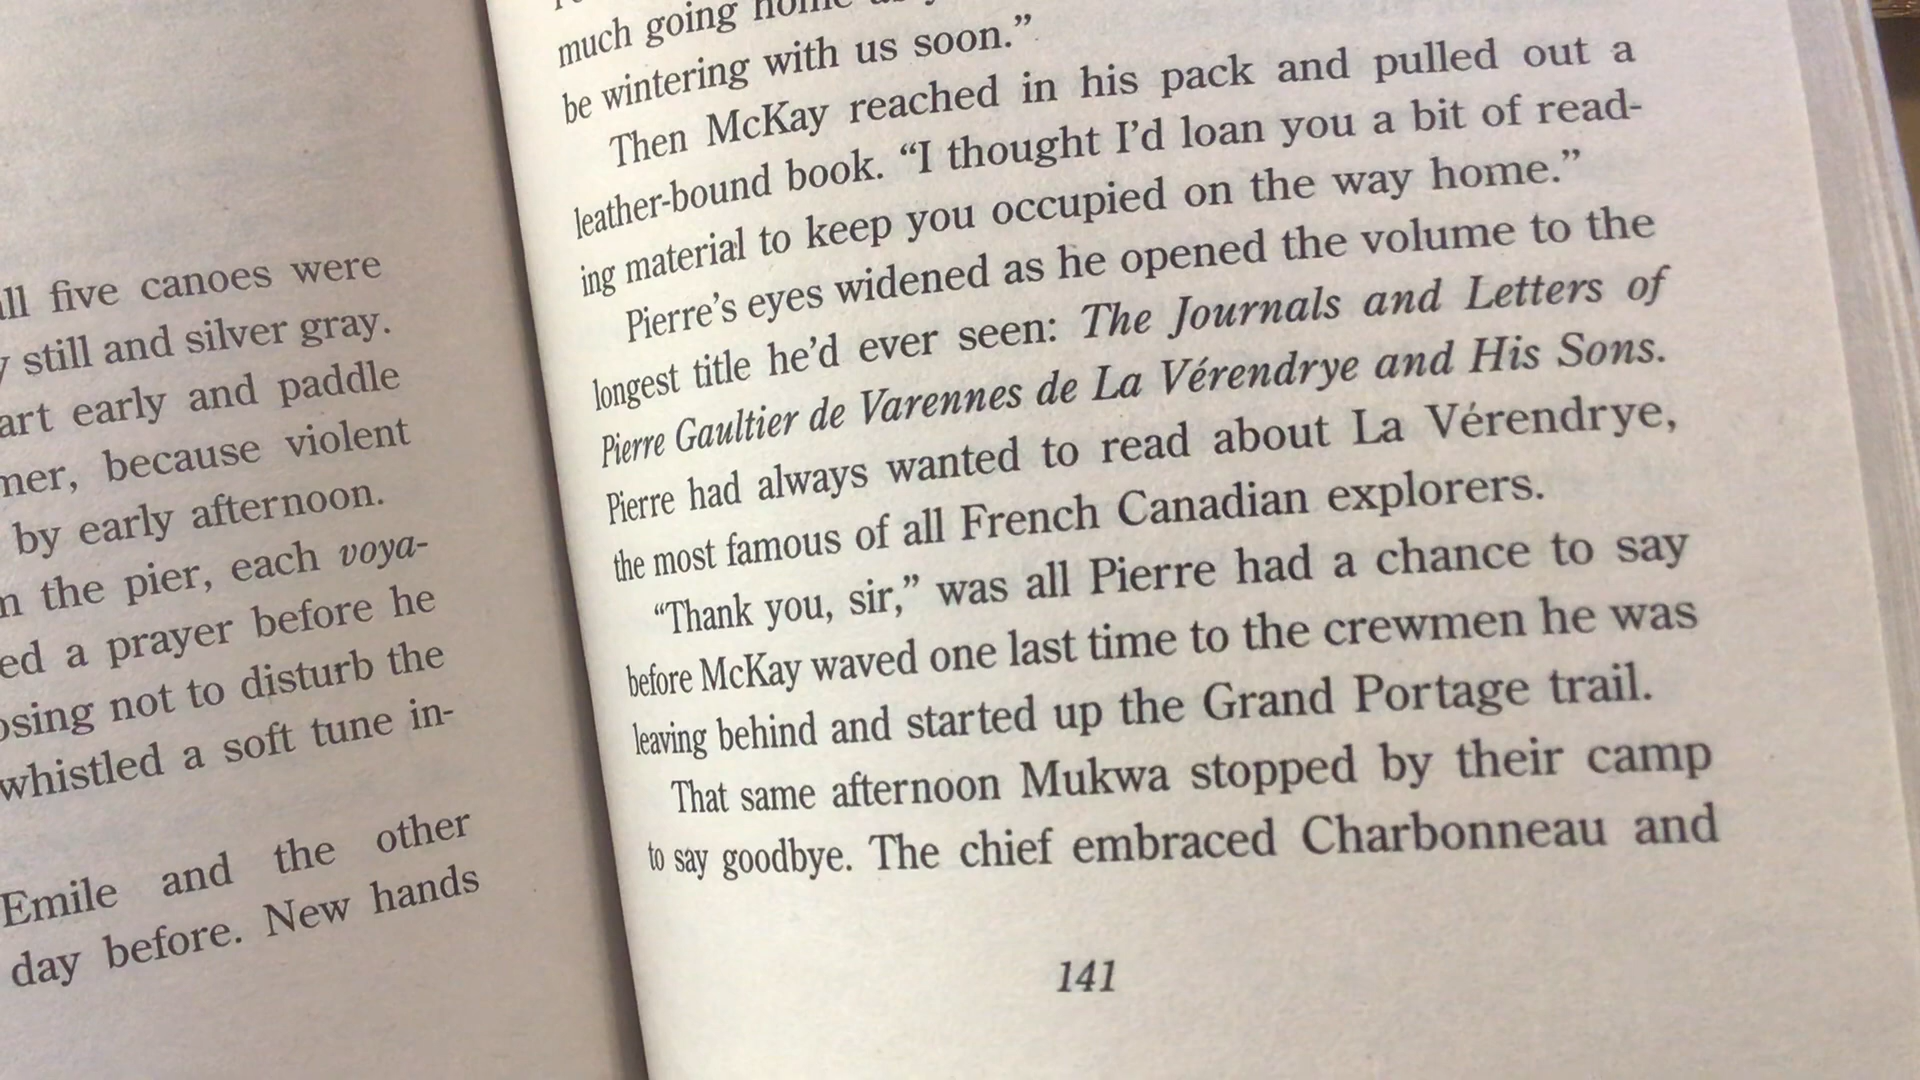 five canoes were
still and silver gray.
early and paddle
because violent
by early afternoon.
the pier, each voya-
a prayer before he
not to disturb the
whistled a soft tune in-
Emile and the other
day before. New hands
much going
be wintering with us soon.”
Then McKay reached in his pack and pulled out a
leather-bound book. “I thought I’d loan you a bit of read-
ing material to keep you occupied on the way home.”
Pierre’s eyes widened as he opened the volume to the
longest title he’d ever seen: The Journals and Letters of
Pierre Gaultier de Varennes de La Vérendrye and His Sons.
Pierre had always wanted to read about La Vérendrye,
the most famous of all French Canadian explorers.
“Thank you, sir,” was all Pierre had a chance to say
before McKay waved one last time to the crewmen he was
leaving behind and started up the Grand Portage trail.
That same afternoon Mukwa stopped by their camp
to say goodbye. The chief embraced Charbonneau and
141